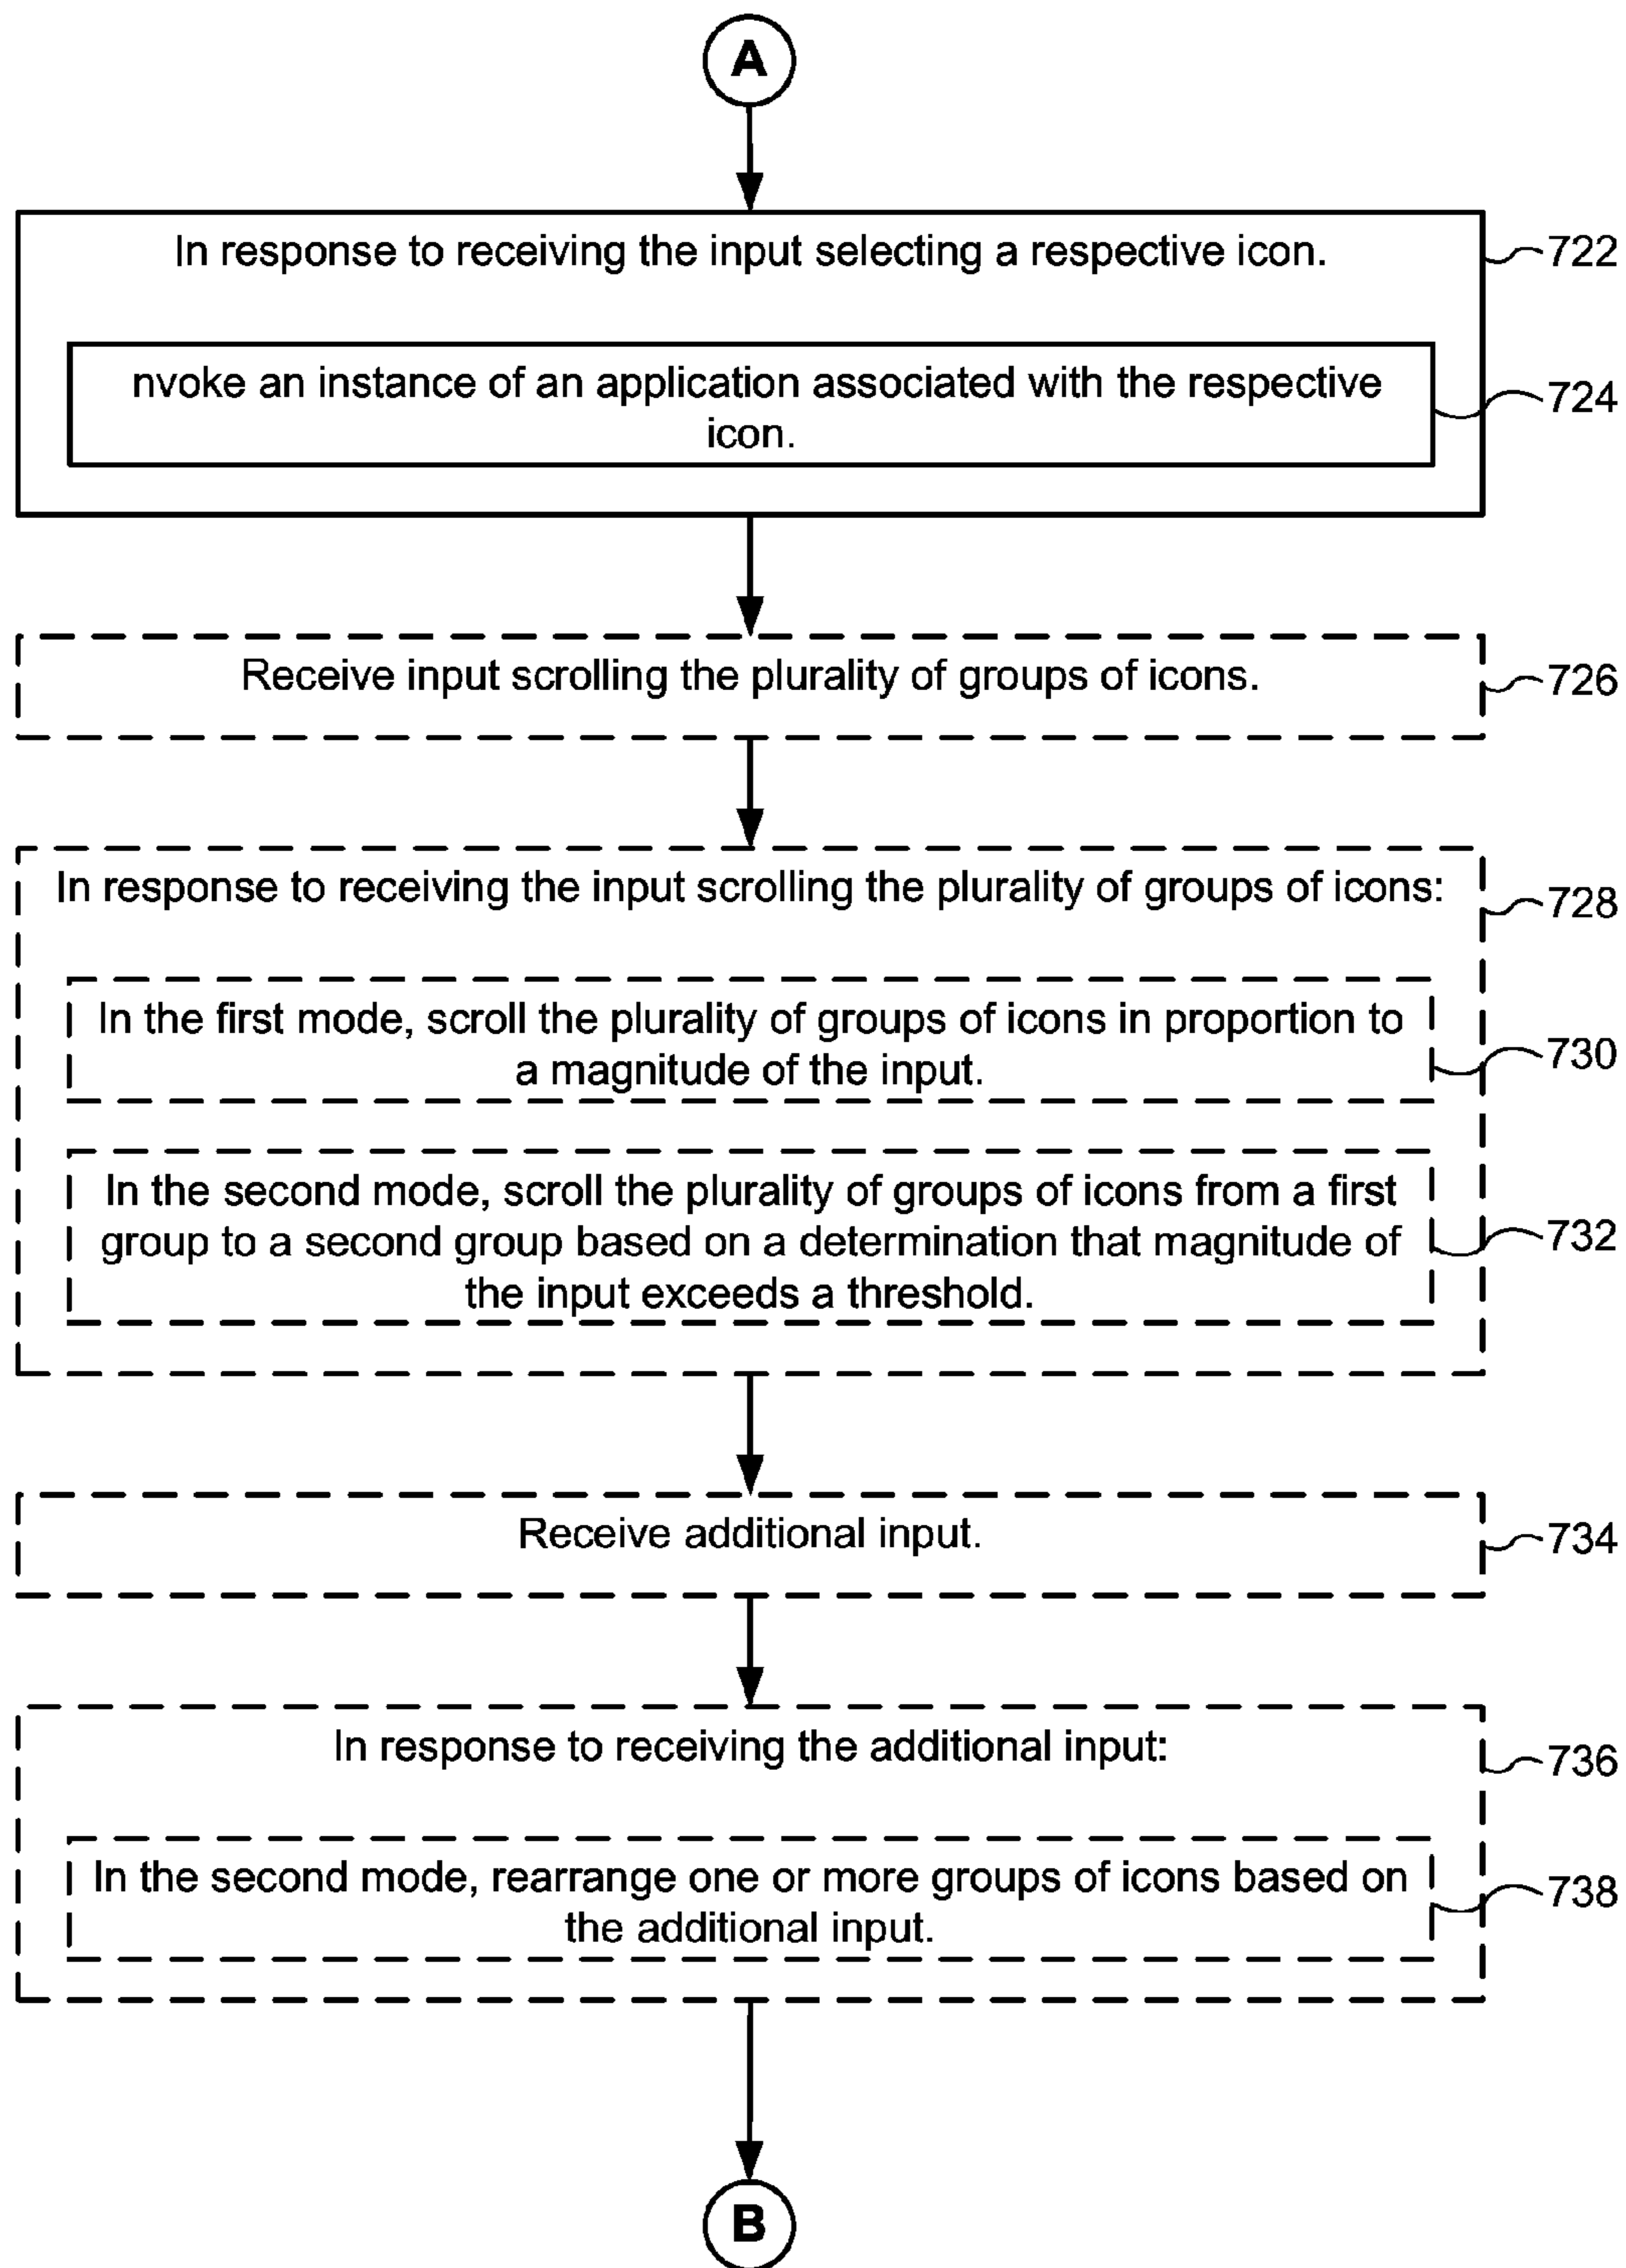 A
In response to receiving the input selecting a respective icon.
722
nvoke an instance of an application associated with the respective
icon.
724
Receive input scrolling the plurality of groups of icons.
726
In response to receiving the input scrolling the plurality of groups of icons:
728
In the first mode, scroll the plurality of groups of icons in proportion to
a magnitude of the input.
730
In the second mode, scroll the plurality of groups of icons from a first
group to a second group based on a determination that magnitude of
the input exceeds a threshold.
732
Receive additional input.
734
In response to receiving the additional input:
736
In the second mode, rearrange one or more groups of icons based on
the additional input.
738
B